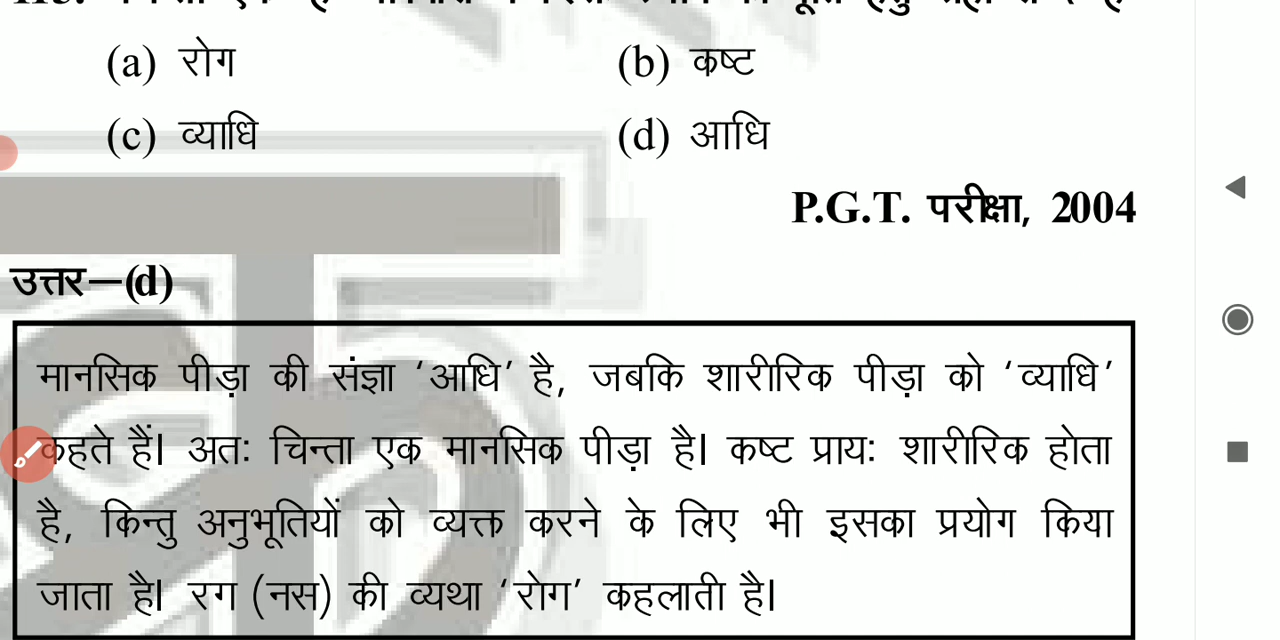 (a) रोग (b) कष्ट
(c) व्याधि (d) आधि
P.G.T. परीक्षा, 2004
उत्तर—(d)
मानसिक पीड़ा की संज्ञा ‘आधि’ है, जबकि शारीरिक पीड़ा को ‘व्याधि’
कहते हैं। अतः चिन्ता एक मानसिक पीड़ा है। कष्ट प्रायः शारीरिक होता
है, किन्तु अनुभूतियों को व्यक्त करने के लिए भी इसका प्रयोग किया
जाता है। रग (नस) की व्यथा ‘रोग’ कहलाती है।